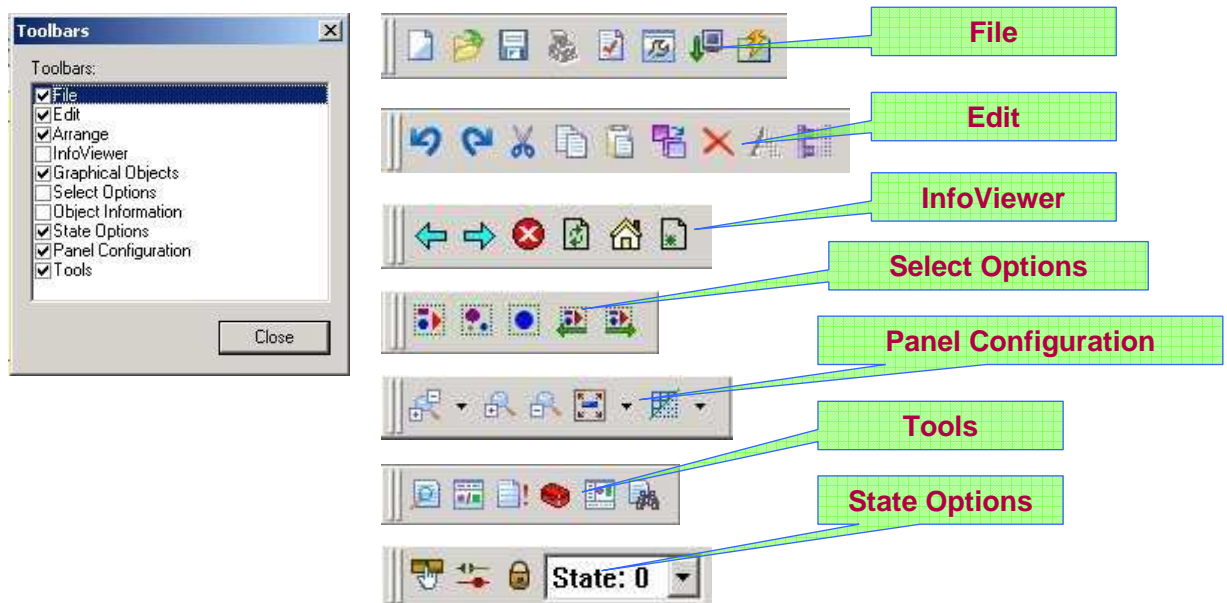 Toolbars
Toolbars:
File
Edit
Arrange
InfoViewer
Graphical Objects
Select Options
Object Information
State Options
Panel Configuration
Tools
Close
File
Edit
InfoViewer
Select Options
Panel Configuration
Tools
State Options
State: 0